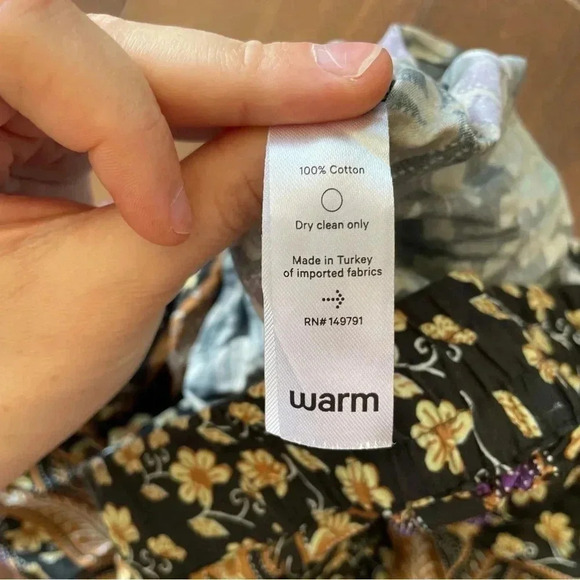 100% Cotton
Dry clean only
Made in Turkey
of imported fabrics
RN# 149791
warm